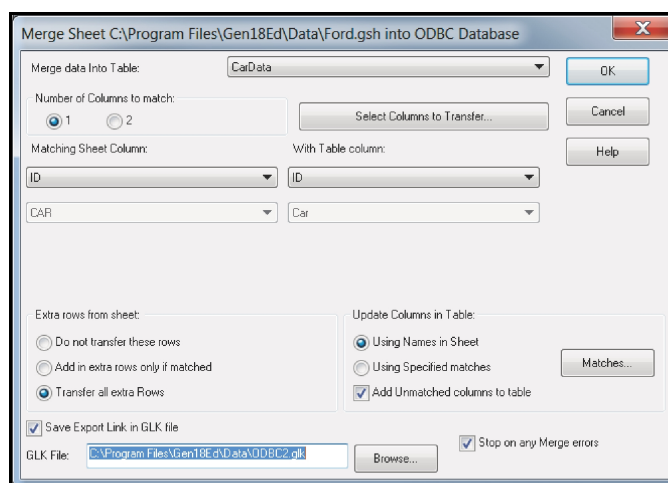 Merge Sheet C:\Program Files\Gen18Ed\Data\Ford.gsh into ODBC Database
Merge data Into Table:
CarData
OK
Number of Columns to match:
1
2
Select Columns to Transfer...
Cancel
Matching Sheet Column:
With Table column:
Help
ID
ID
CAR
Car
Extra rows from sheet:
Do not transfer these rows
Add in extra rows only if matched
Transfer all extra Rows
Update Columns in Table:
Using Names in Sheet
Using Specified matches
Matches...
Add Unmatched columns to table
Save Export Link in GLK file
Stop on any Merge errors
GLK File:
C:\Program Files\Gen18Ed\Data\ODBC2.glk
Browse...